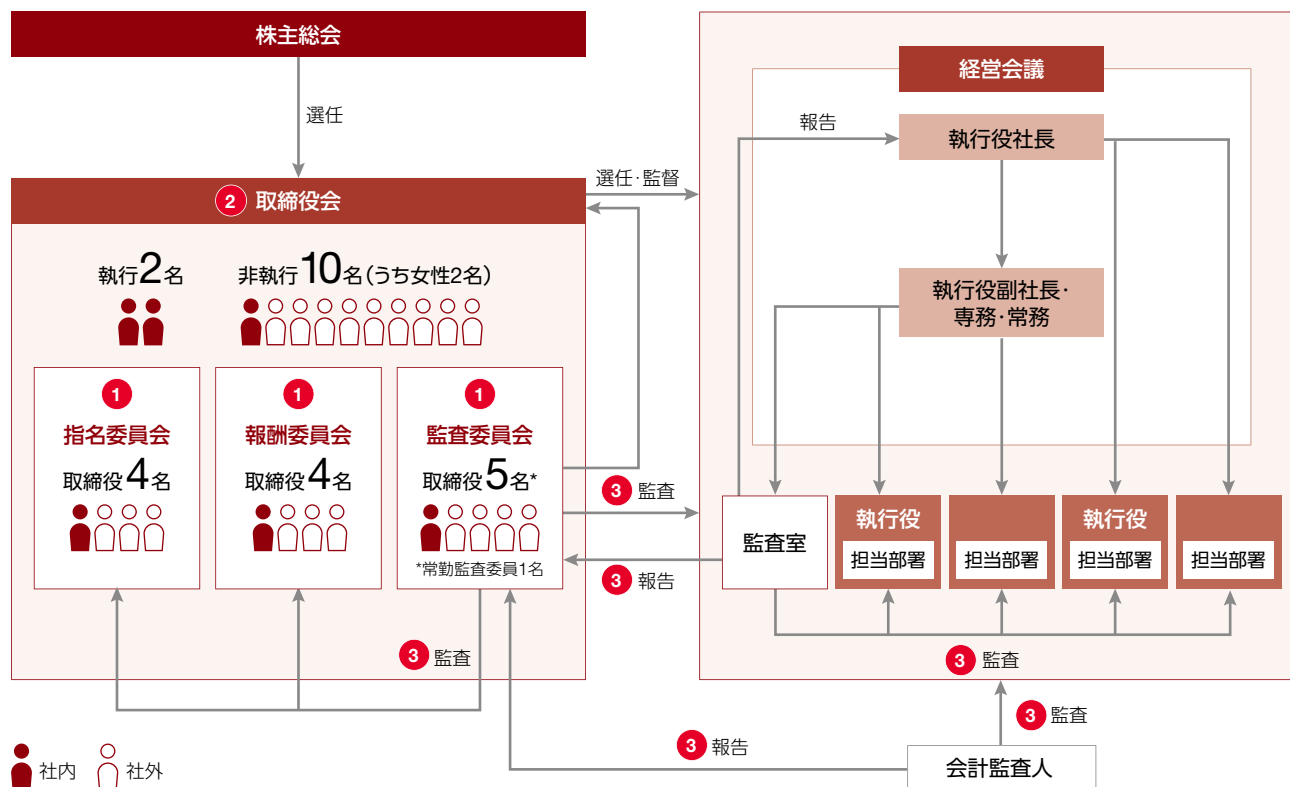 株主総会
選任
② 取締役会
選任・監督
執行2名
非執行10名(うち女性2名)
①
指名委員会
取締役4名
①
報酬委員会
取締役4名
①
監査委員会
取締役5名*
*常勤監査委員1名
③ 監査
③ 監査
③ 報告
経営会議
報告
執行役社長
執行役副社長・
専務・常務
監査室
執行役
担当部署
担当部署
執行役
担当部署
担当部署
③ 監査
③ 監査
③ 報告
会計監査人
社内
社外